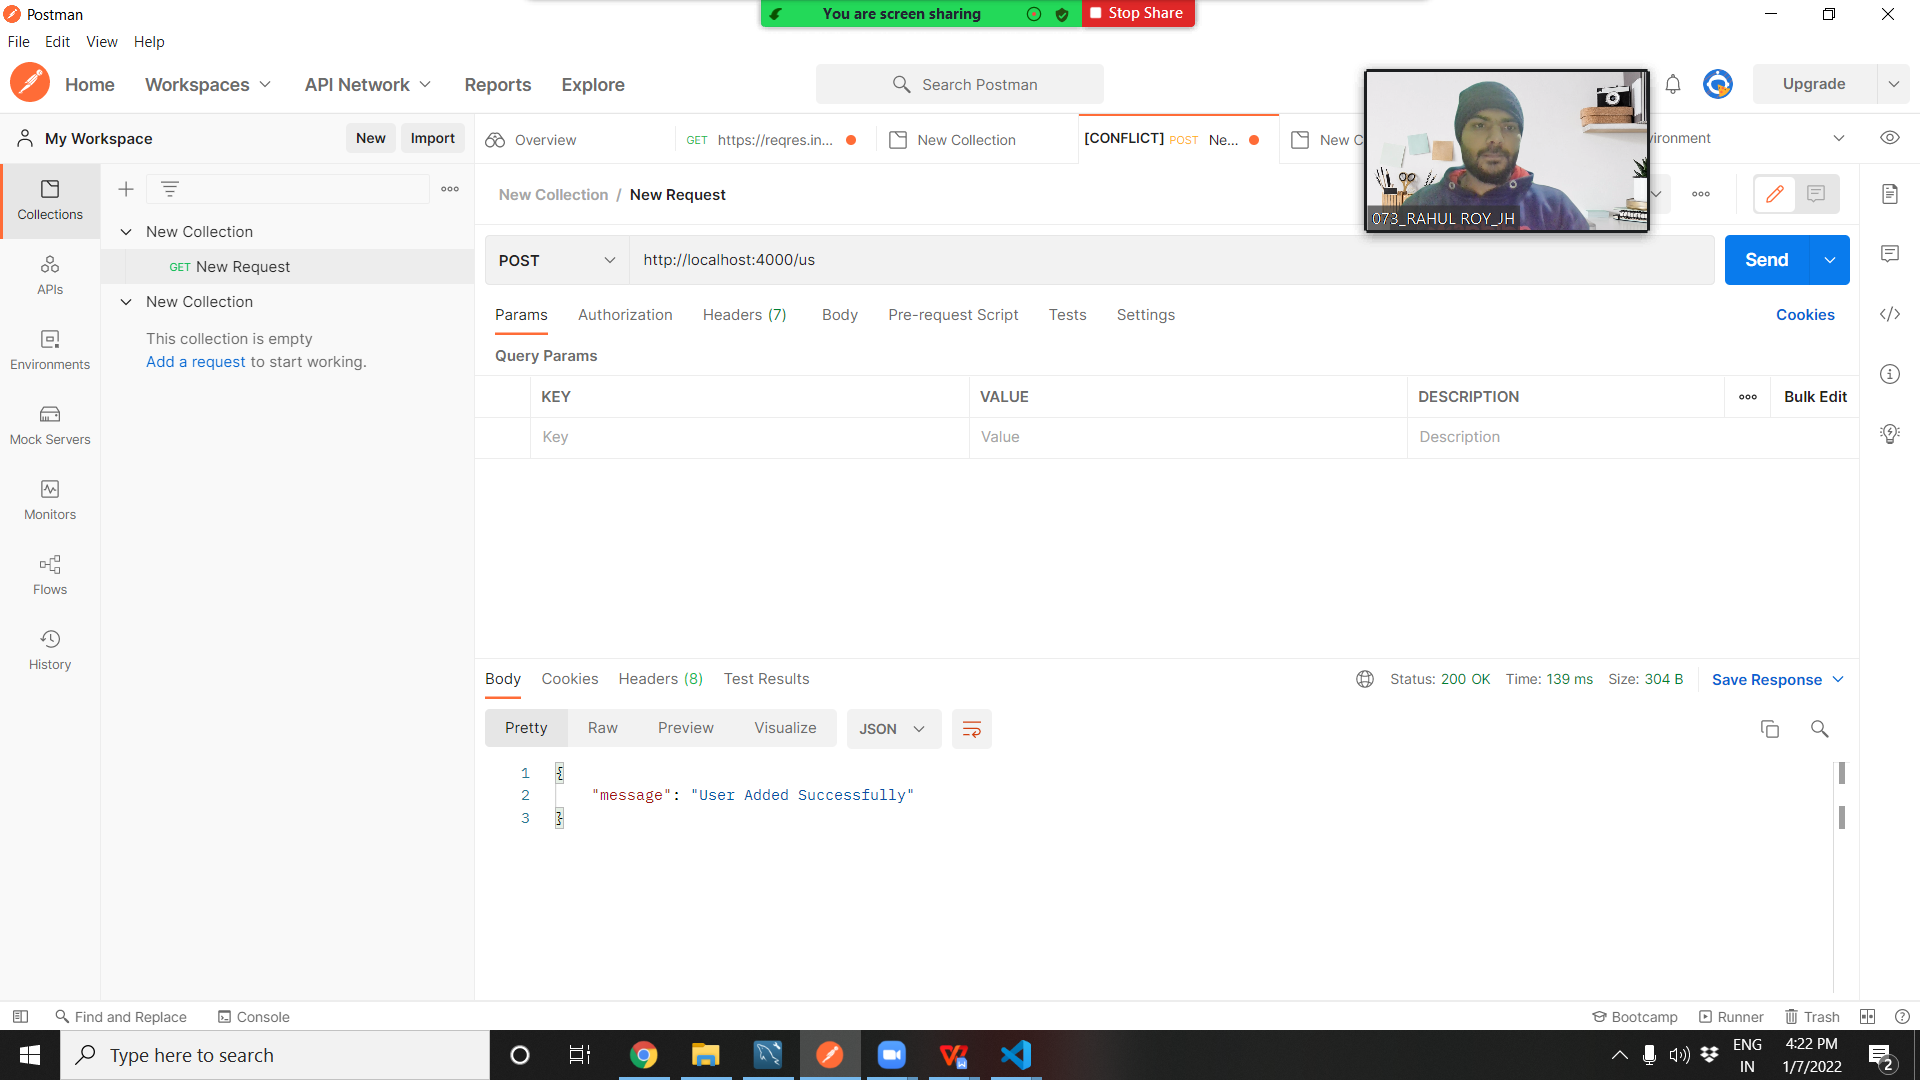 Postman
You are screen sharing
Stop Share
File Edit View Help
Home Workspaces API Network Reports Explore
Search Postman
Upgrade
My Workspace
New Import
Overview
GET https://reqres.in...
New Collection
[CONFLICT] POST Ne...
New C
ironment
Collections
APIs
Environments
Mock Servers
Monitors
Flows
History
New Collection
GET New Request
New Collection
This collection is empty
Add a request to start working.
New Collection / New Request
073_RAHUL ROY_JH
POST http://localhost:4000/us
Send
Params Authorization Headers (7) Body Pre-request Script Tests Settings
Cookies
Query Params
KEY VALUE DESCRIPTION
Bulk Edit
Key Value Description
Body Cookies Headers (8) Test Results
Status: 200 OK Time: 139 ms Size: 304 B
Save Response
Pretty Raw Preview Visualize JSON
1 {
2 "message": "User Added Successfully"
3 }
Find and Replace Console
Bootcamp Runner Trash
Type here to search
ENG
IN
4:22 PM
1/7/2022
2